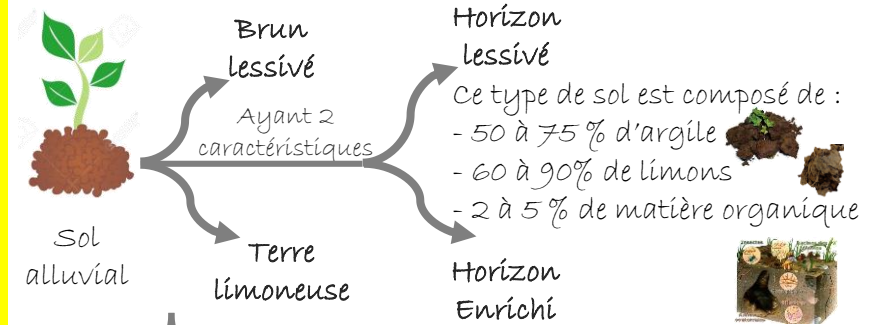 Brun
lessivé
Horizon
lessivé
Ayant 2
caractéristiques
Ce type de sol est composé de :
- 50 à 75 % d'argile
- 60 à 90% de limons
- 2 à 5 % de matière organique
Sol
alluvial
Terre
limoneuse
Horizon
Enrichi